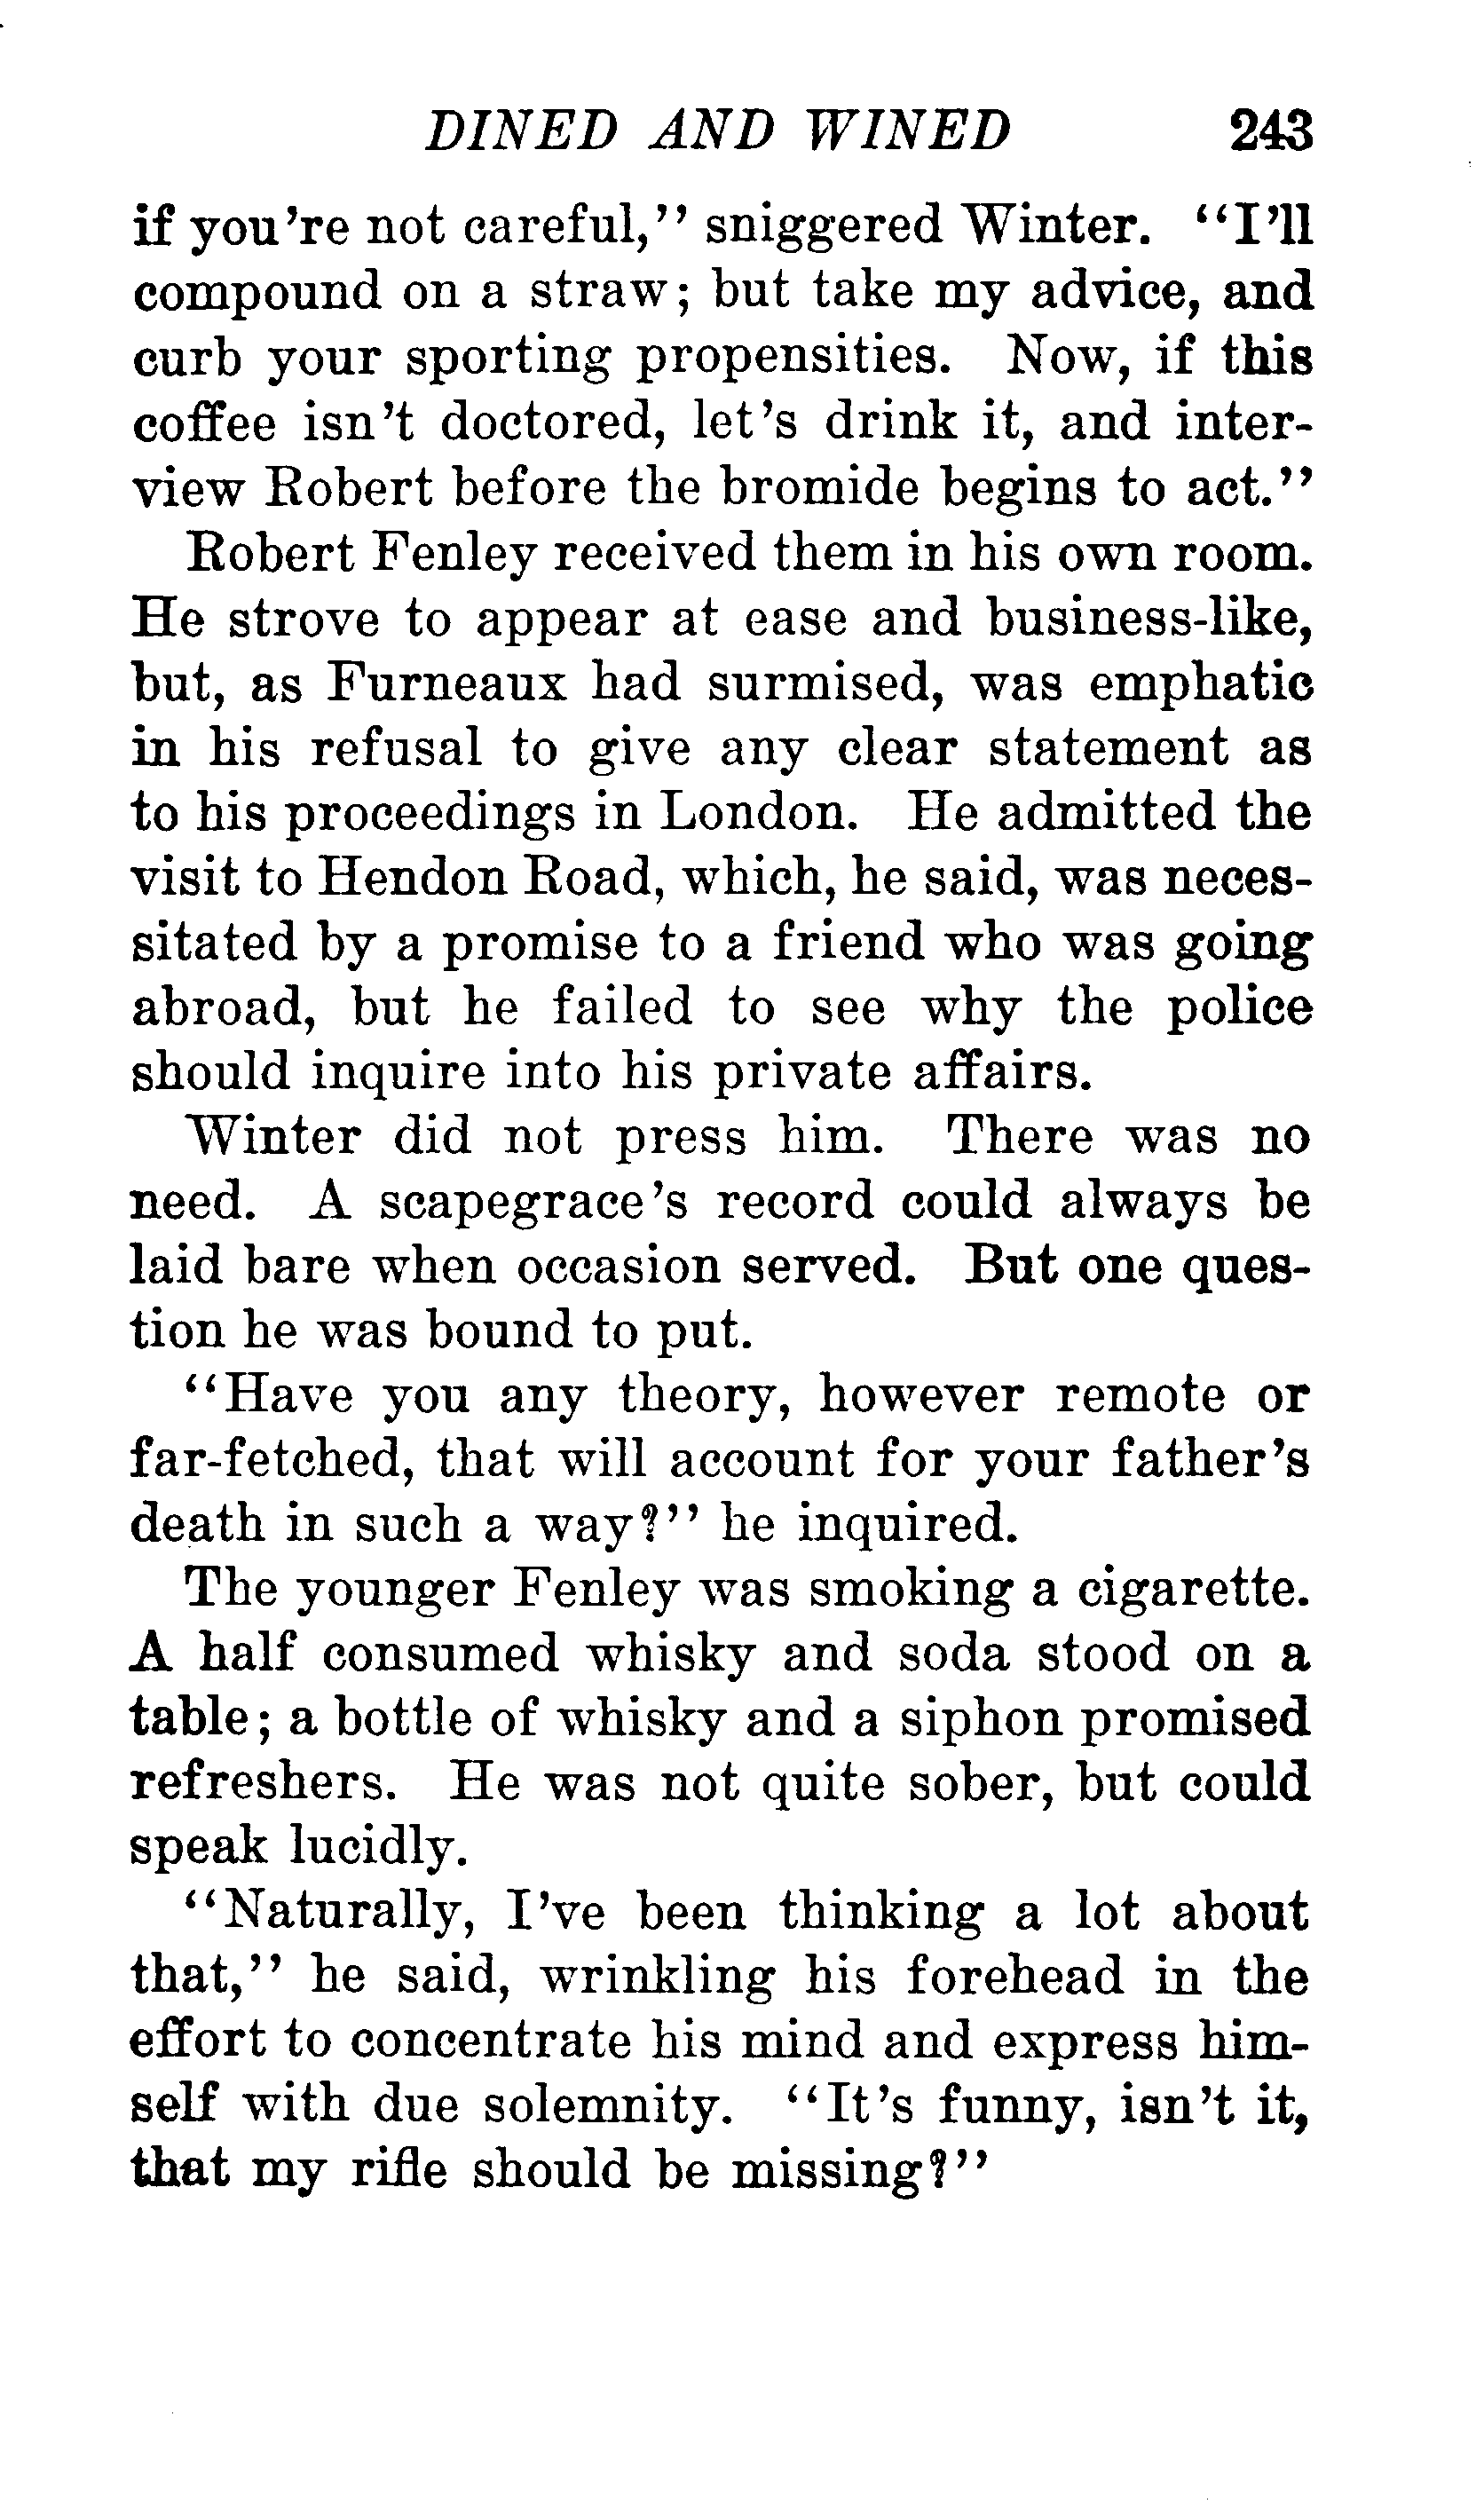 DINED AND WINED 243
if you're not careful," sniggered Winter. "I'll
compound on a straw; but take my advice, and
curb your sporting propensities. Now, if this
coffee isn't doctored, let's drink it, and inter-
view Robert before the bromide begins to act."
Robert Fenley received them in his own room.
He strove to appear at ease and business-like,
but, as Furneaux had surmised, was emphatic
in his refusal to give any clear statement as
to his proceedings in London. He admitted the
visit to Hendon Road, which, he said, was neces-
sitated by a promise to a friend who was going
abroad, but he failed to see why the police
should inquire into his private affairs.
Winter did not press him. There was no
need. A scapegrace's record could always be
laid bare when occasion served. But one ques-
tion he was bound to put.
"Have you any theory, however remote or
far-fetched, that will account for your father's
death in such a way?" he inquired.
The younger Fenley was smoking a cigarette.
A half consumed whisky and soda stood on a
table; a bottle of whisky and a siphon promised
refreshers. He was not quite sober, but could
speak lucidly.
"Naturally, I've been thinking a lot about
that," he said, wrinkling his forehead in the
effort to concentrate his mind and express him-
self with due solemnity. "It's funny, isn't it,
that my rifle should be missing?"